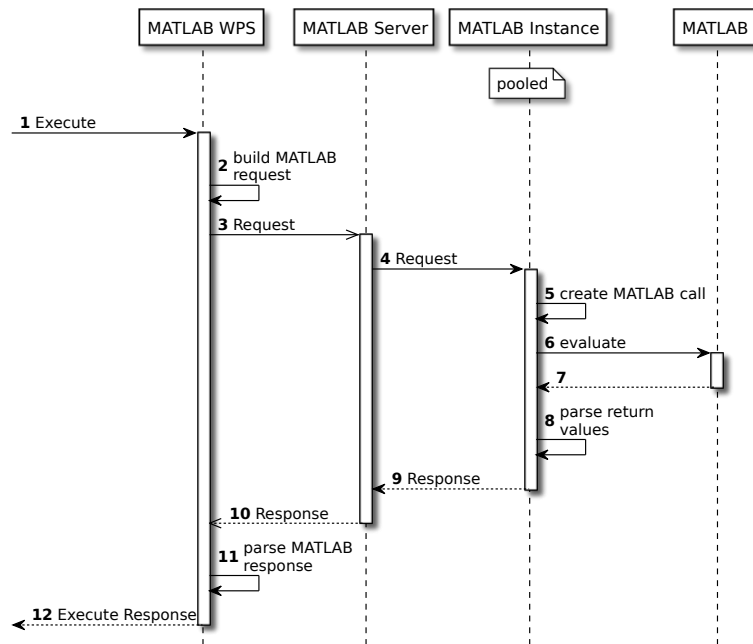 MATLAB WPS
MATLAB Server
MATLAB Instance
MATLAB
pooled
1 Execute
2 build MATLAB
request
3 Request
4 Request
5 create MATLAB call
6 evaluate
7
8 parse return
values
9 Response
10 Response
11 parse MATLAB
response
12 Execute Response